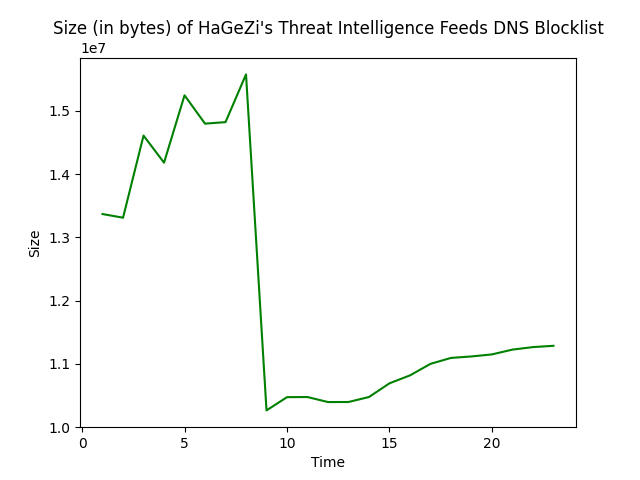 Size (in bytes) of HaGeZi's Threat Intelligence Feeds DNS Blocklist
1e7
1.5
1.4
1.3
1.2
1.1
1.0
Size
0 5 10 15 20
Time